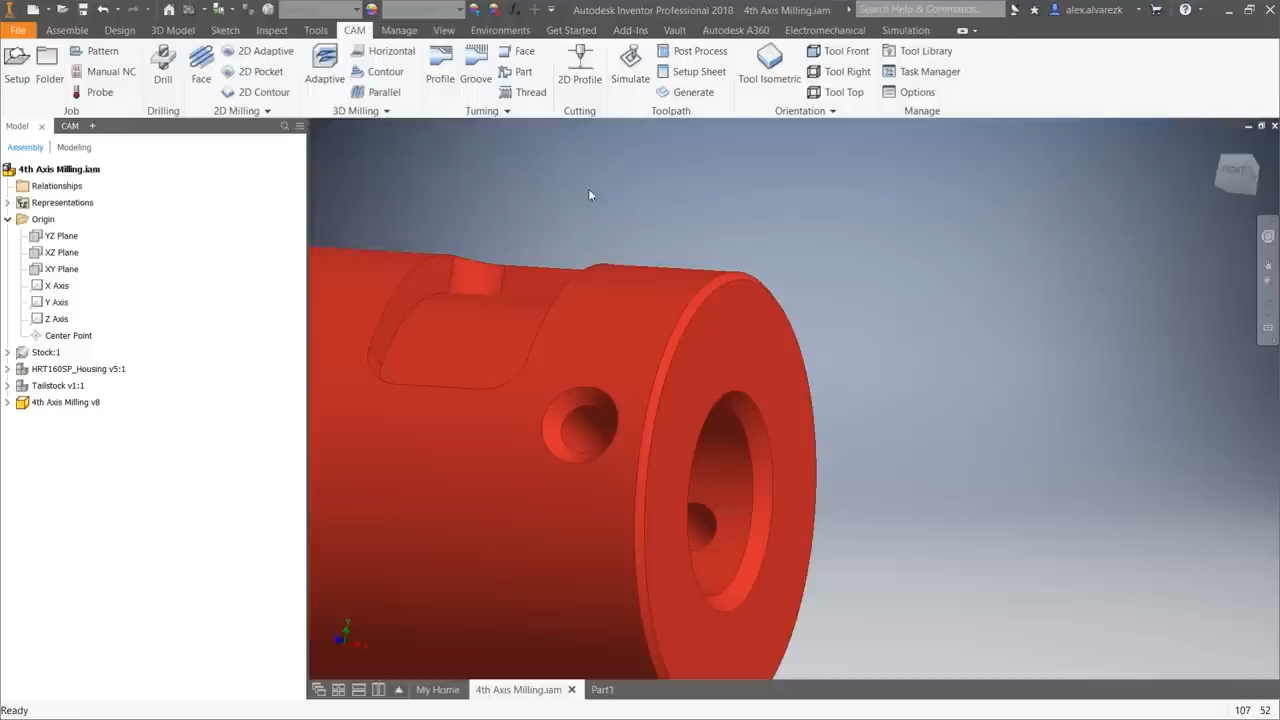 Autodesk Inventor Professional 2018 4th Axis Milling.iam
Search Help & Commands...
alex.alvarezk
File Assemble Design 3D Model Sketch Inspect Tools CAM Manage View Environments Get Started Add-Ins Vault Autodesk A360 Electromechanical Simulation
Setup Folder Pattern Manual NC Probe
Job
Drill
Drilling
Face 2D Adaptive 2D Pocket 2D Contour
2D Milling
Adaptive Horizontal Contour Parallel
3D Milling
Profile Groove Face Part Thread
Turning
2D Profile
Cutting
Simulate Post Process Setup Sheet Generate
Toolpath
Tool Isometric Tool Front Tool Right Tool Top
Orientation
Tool Library Task Manager Options
Manage
Model CAM +
Assembly Modeling
4th Axis Milling.iam
Relationships
Representations
Origin
YZ Plane
XZ Plane
XY Plane
X Axis
Y Axis
Z Axis
Center Point
Stock:1
HRT160SP_Housing v5:1
Tailstock v1:1
4th Axis Milling v8
FRONT
My Home 4th Axis Milling.iam Part1
Ready 107 52